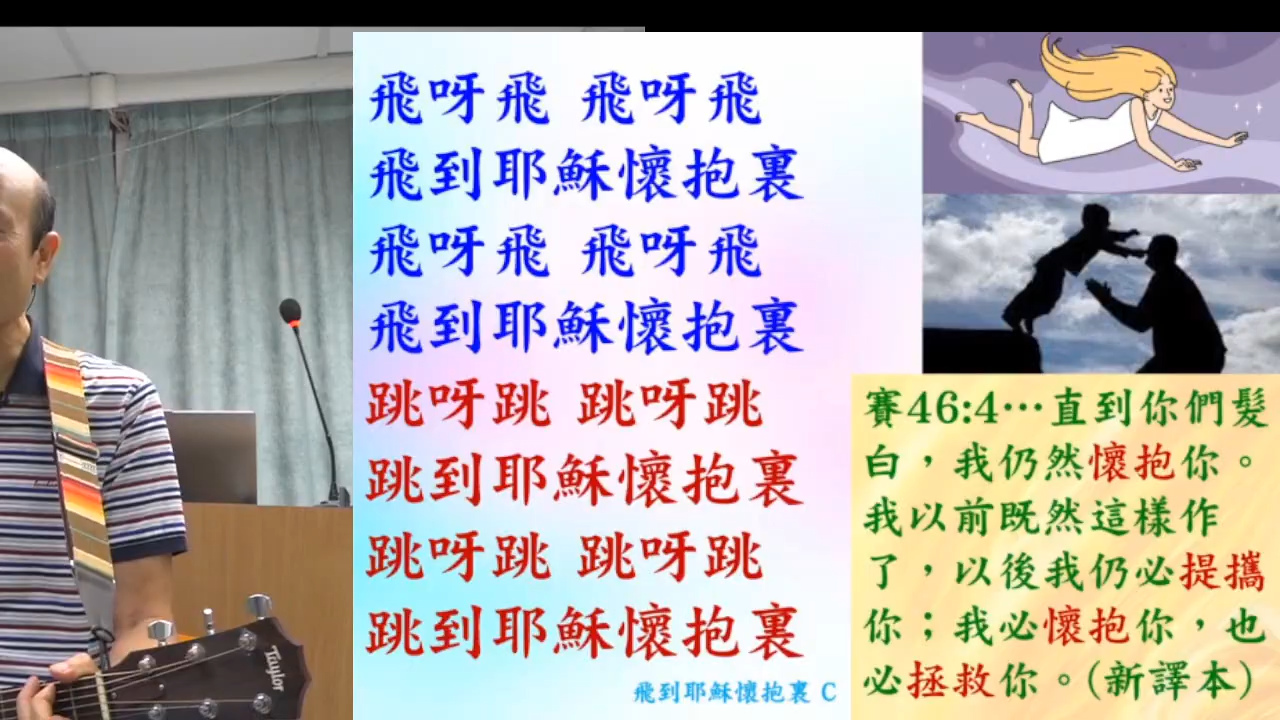 飛呀飛 飛呀飛
飛到耶穌懷抱裏
飛呀飛 飛呀飛
飛到耶穌懷抱裏
跳呀跳 跳呀跳
跳到耶穌懷抱裏
跳呀跳 跳呀跳
跳到耶穌懷抱裏
飛到耶穌懷抱裏 C
賽46:4…直到你們髮
白，我仍然懷抱你。
我以前既然這樣作
了，以後我仍必提攜
你；我必懷抱你，也
必拯救你。(新譯本)
Taylor